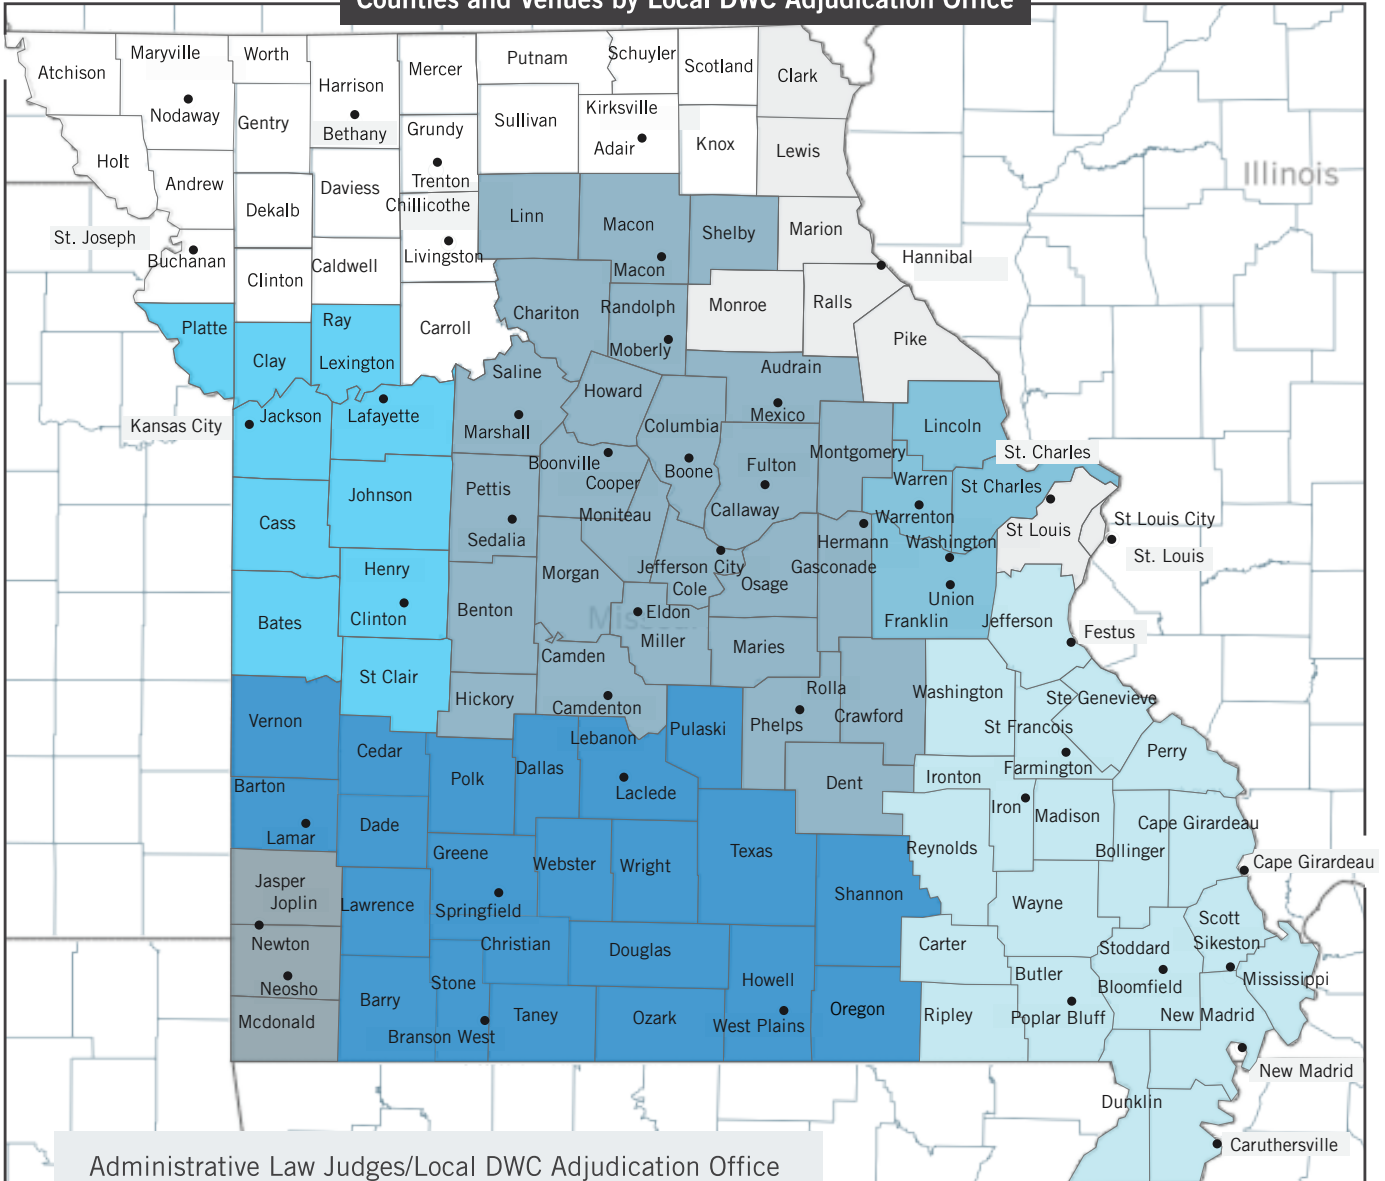 Counties and Venues by Local DWC Adjudication Office
Atchison
Maryville
Nodaway
Worth
Harrison
Bethany
Mercer
Putnam
Schuyler
Scotland
Clark
Gentry
Grundy
Trenton
Sullivan
Kirksville
Adair
Knox
Lewis
Illinois
Holt
Andrew
Dekalb
Daviess
Chillicothe
Livingston
Linn
Macon
Macon
Shelby
Marion
Hannibal
St. Joseph
Buchanan
Clinton
Caldwell
Carroll
Chariton
Randolph
Moberly
Monroe
Ralls
Pike
Platte
Clay
Ray
Lexington
Lafayette
Saline
Marshall
Howard
Audrain
Mexico
Kansas City
Jackson
Columbia
Boone
Fulton
Callaway
Montgomery
Lincoln
St. Charles
St Charles
Warren
Warrenton
Boonville
Cooper
Pettis
Sedalia
Johnson
Cass
Moniteau
Hermann
Gasconade
Washington
St Louis
St Louis City
St. Louis
Henry
Clinton
Morgan
Jefferson City
Cole
Osage
Union
Franklin
Jefferson
Festus
Bates
Benton
Eldon
Miller
Maries
St Clair
Camden
Camdenton
Hickory
Rolla
Phelps
Crawford
Washington
Ste Genevieve
St Francois
Farmington
Perry
Vernon
Cedar
Polk
Dallas
Lebanon
Laclede
Pulaski
Dent
Ironton
Iron
Madison
Cape Girardeau
Bollinger
Cape Girardeau
Barton
Lamar
Dade
Greene
Springfield
Webster
Wright
Texas
Shannon
Reynolds
Wayne
Scott
Sikeston
Jasper
Joplin
Lawrence
Newton
Neosho
Christian
Douglas
Howell
West Plains
Carter
Stoddard
Bloomfield
Mississippi
Mcdonald
Barry
Stone
Branson West
Taney
Ozark
Oregon
Ripley
Butler
Poplar Bluff
New Madrid
New Madrid
Dunklin
Caruthersville
Administrative Law Judges/Local DWC Adjudication Office